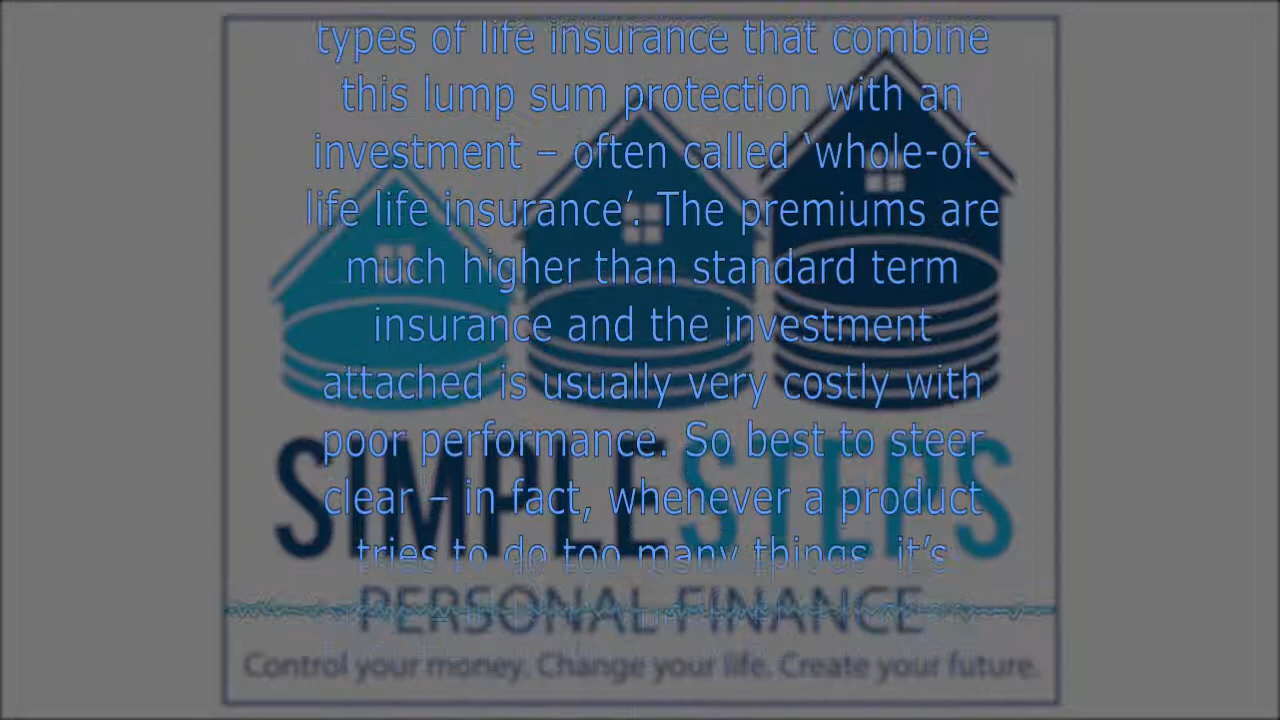 types of life insurance that combine
this lump sum protection with an
investment – often called ‘whole-of-
life life insurance’. The premiums are
much higher than standard term
insurance and the investment
attached is usually very costly with
poor performance. So best to steer
clear – in fact, whenever a product
tries to do too many things, it’s
SIMPLESTEPS
PERSONAL FINANCE
Control your money. Change your life. Create your future.